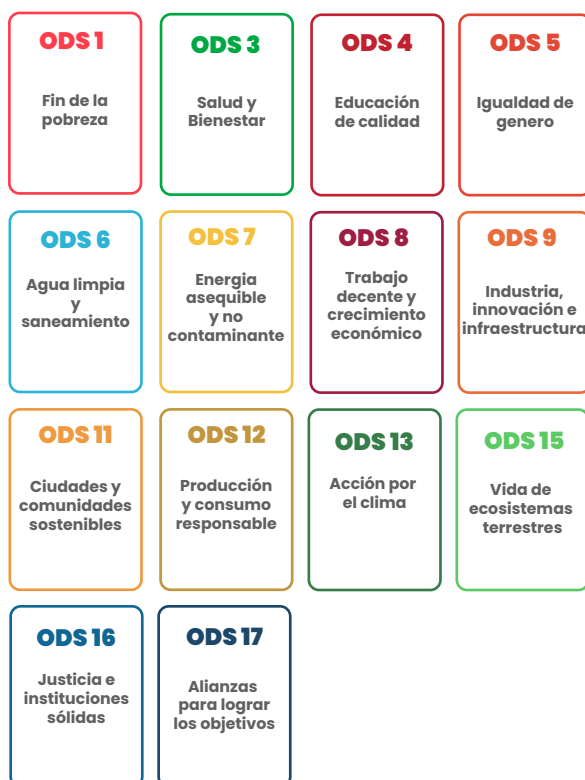 ODS 1
Fin de la
pobreza
ODS 3
Salud y
Bienestar
ODS 4
Educación
de calidad
ODS 5
Igualdad de
genero
ODS 6
Agua limpia
y
saneamiento
ODS 7
Energia
asequible
y no
contaminante
ODS 8
Trabajo
decente y
crecimiento
económico
ODS 9
Industria,
innovación e
infraestructura
ODS 11
Ciudades y
comunidades
sostenibles
ODS 12
Producción
y consumo
responsable
ODS 13
Acción por
el clima
ODS 15
Vida de
ecosistemas
terrestres
ODS 16
Justicia e
instituciones
sólidas
ODS 17
Alianzas
para lograr
los objetivos